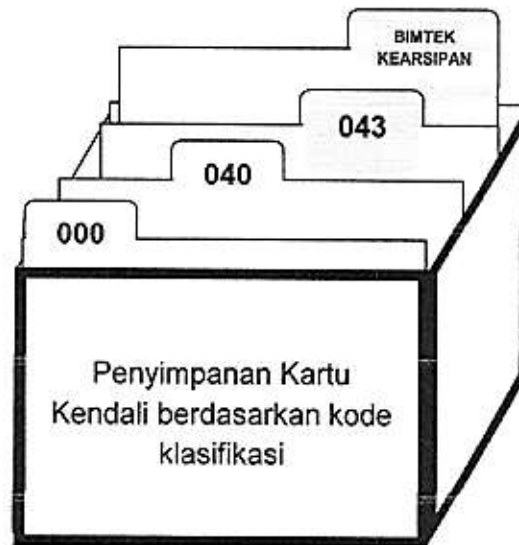 BIMTEK
KEARSIPAN
043
040
000
Penyimpanan Kartu
Kendali berdasarkan kode
klasifikasi